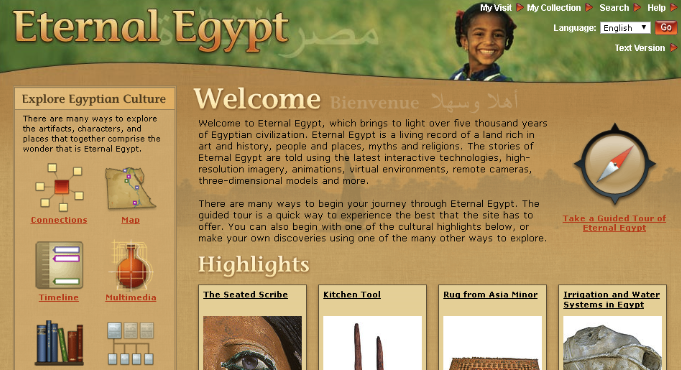 Eternal Egypt
مصر الخالدة
My Visit
My Collection
Search
Help
Language: English Go
Text Version
Explore Egyptian Culture
There are many ways to explore
the artifacts, characters, and
places that together comprise the
wonder that is Eternal Egypt.
Connections
Map
Timeline
Multimedia
Welcome Bienvenue أهلا وسهلا
Welcome to Eternal Egypt, which brings to light over five thousand years
of Egyptian civilization. Eternal Egypt is a living record of a land rich in
art and history, people and places, myths and religions. The stories of
Eternal Egypt are told using the latest interactive technologies, high-
resolution imagery, animations, virtual environments, remote cameras,
three-dimensional models and more.
There are many ways to begin your journey through Eternal Egypt. The
guided tour is a quick way to experience the best that the site has to
offer. You can also begin with one of the cultural highlights below, or
make your own discoveries using one of the many other ways to explore.
Take a Guided Tour of
Eternal Egypt
Highlights
The Seated Scribe
Kitchen Tool
Rug from Asia Minor
Irrigation and Water
Systems in Egypt